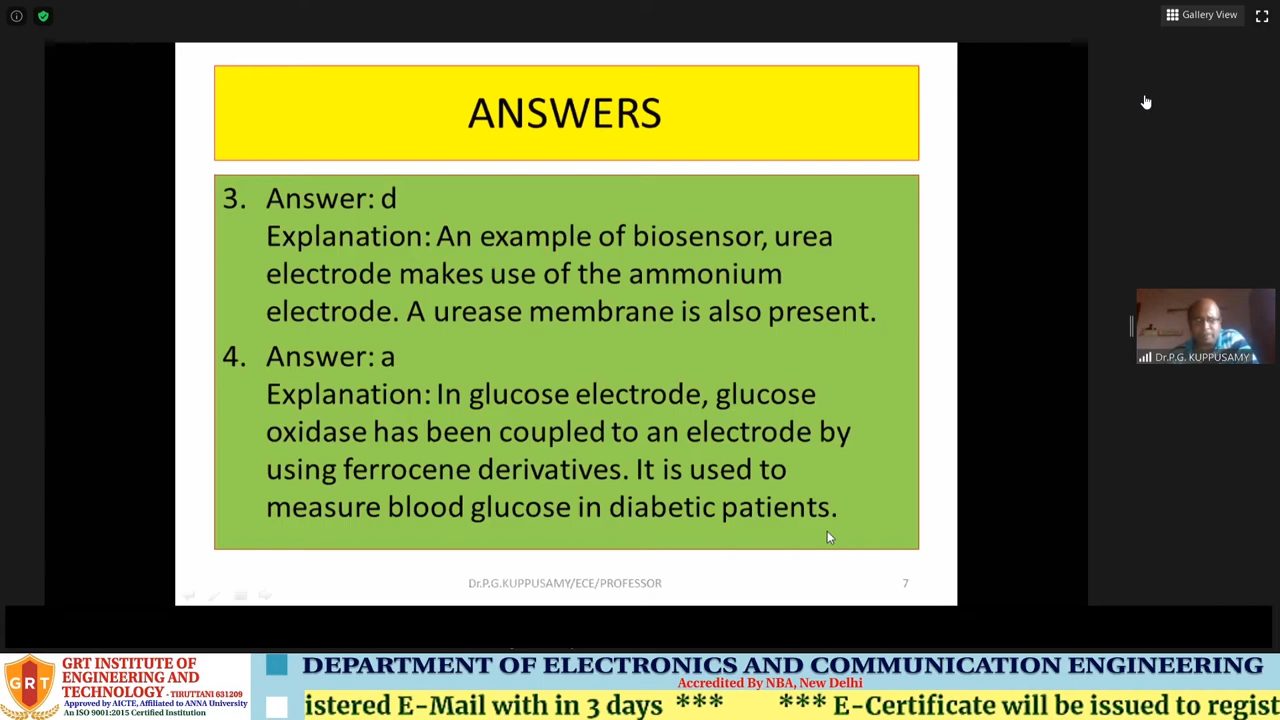 Gallery View
ANSWERS
3. Answer: d
Explanation: An example of biosensor, urea
electrode makes use of the ammonium
electrode. A urease membrane is also present.
4. Answer: a
Explanation: In glucose electrode, glucose
oxidase has been coupled to an electrode by
using ferrocene derivatives. It is used to
measure blood glucose in diabetic patients.
Dr.P.G.KUPPUSAMY/ECE/PROFESSOR
7
Dr.P.G. KUPPUSAMY
GRT
GRT INSTITUTE OF
ENGINEERING AND
TECHNOLOGY - TIRUTTANI 631209
Approved by AICTE, Affiliated to ANNA University
An ISO 9001:2015 Certified Institution
DEPARTMENT OF ELECTRONICS AND COMMUNICATION ENGINEERING
Accredited By NBA, New Delhi
istered E-Mail with in 3 days *** *** E-Certificate will be issued to regist